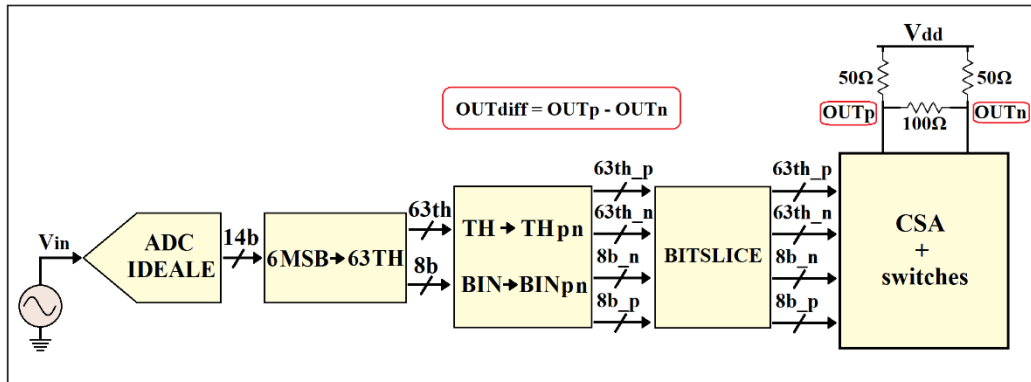 Vdd
50Ω
50Ω
OUTdiff = OUTp - OUTn
OUTp
100Ω
OUTn
Vin
ADC
IDEALE
14b
6MSB→63TH
63th
8b
TH → THpn
BIN→BINpn
63th_p
63th_n
8b_n
8b_p
BITSLICE
63th_p
63th_n
8b_n
8b_p
CSA
+
switches